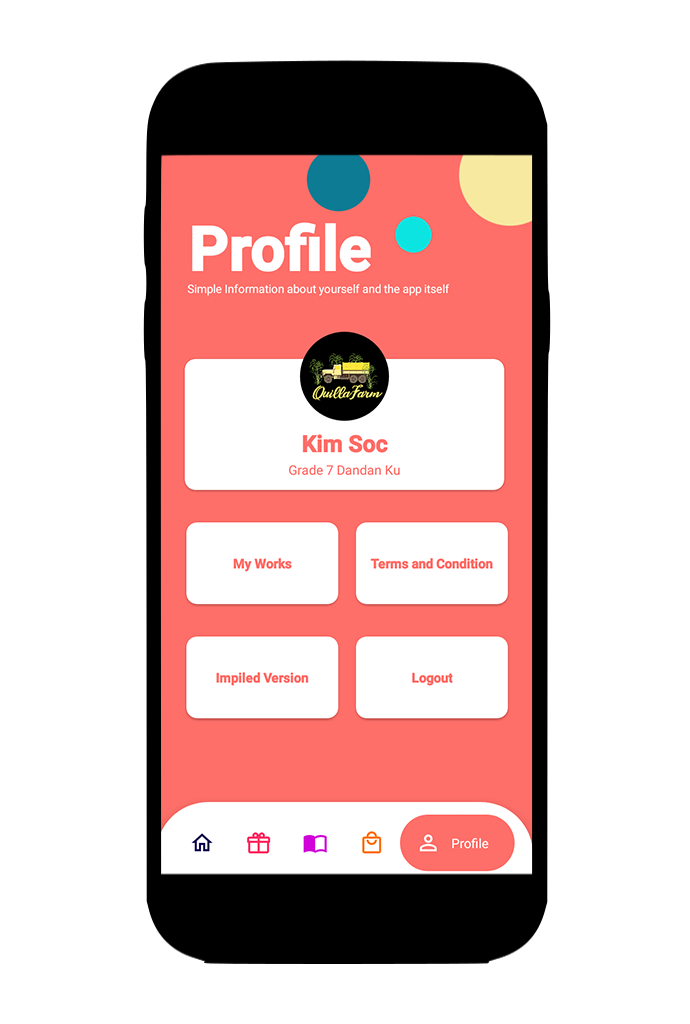 Profile
Simple Information about yourself and the app itself
QuillaFarm
Kim Soc
Grade 7 Dandan Ku
My Works
Terms and Condition
Impiled Version
Logout
Profile